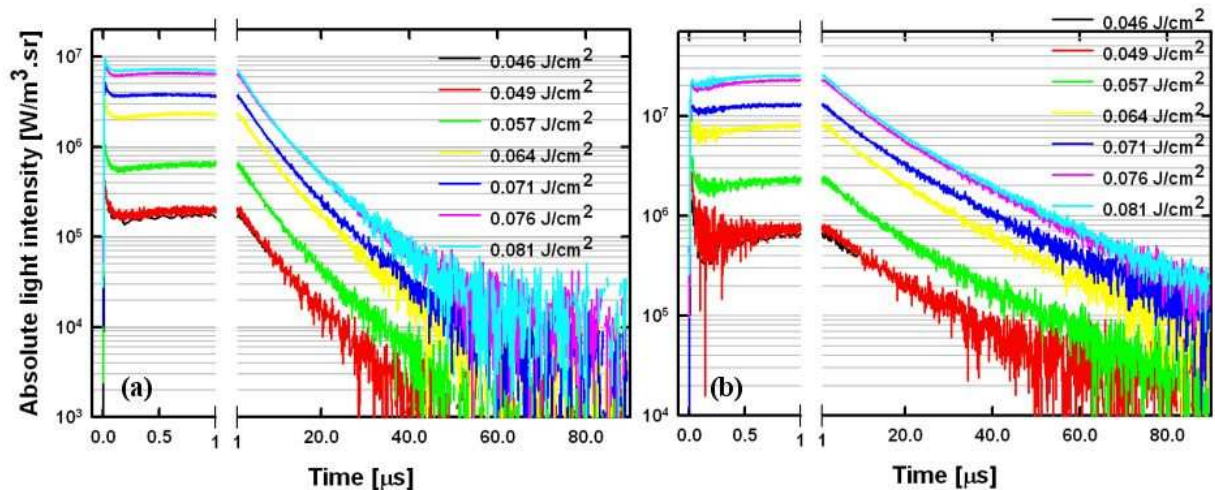 0.046 J/cm²
0.049 J/cm²
0.057 J/cm²
0.064 J/cm²
0.071 J/cm²
0.076 J/cm²
0.081 J/cm²
Absolute light intensity [W/m³.sr]
10⁷
10⁶
10⁵
10⁴
10³
(a)
0.0 0.5 1 1 20.0 40.0 60.0 80.0
Time [µs]
0.046 J/cm²
0.049 J/cm²
0.057 J/cm²
0.064 J/cm²
0.071 J/cm²
0.076 J/cm²
0.081 J/cm²
10⁷
10⁶
10⁵
10⁴
(b)
0.0 0.5 1 1 20.0 40.0 60.0 80.0
Time [µs]